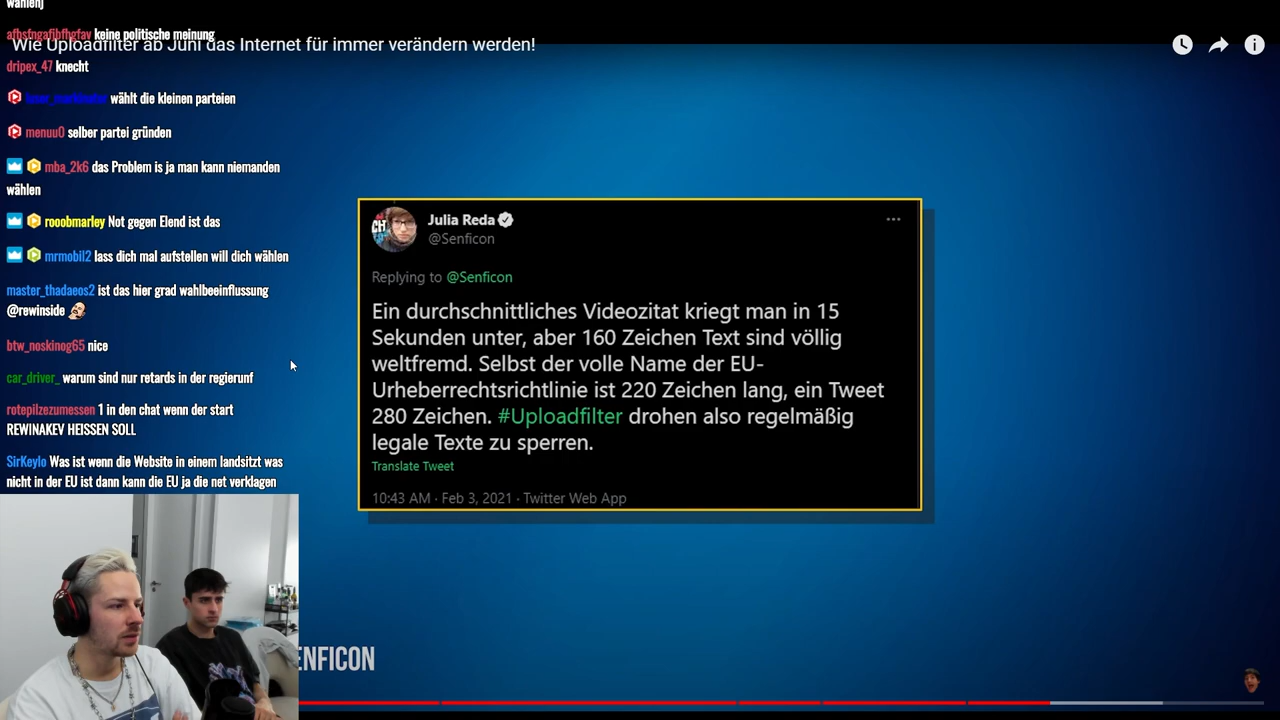 wählen]
afhsfngafibfhgfav keine politische meinung
Wie Uploadfilter ab Juni das Internet für immer verändern werden!
dripex_47 knecht
wählt die kleinen parteien
menuu0 selber partei gründen
mba_2k6 das Problem is ja man kann niemanden
wählen
rooobmarley Not gegen Elend ist das
mrmobil2 lass dich mal aufstellen will dich wählen
master_thadaeos2 ist das hier grad wahlbeeinflussung
@rewinside
btw_noskinog65 nice
car_driver_ warum sind nur retards in der regierunf
rotepilzezumessen 1 in den chat wenn der start
REWINAKEV HEISSEN SOLL
SirKeylo Was ist wenn die Website in einem landsitzt was
nicht in der EU ist dann kann die EU ja die net verklagen
Julia Reda
@Senficon
Replying to @Senficon
Ein durchschnittliches Videozitat kriegt man in 15
Sekunden unter, aber 160 Zeichen Text sind völlig
weltfremd. Selbst der volle Name der EU-
Urheberrechtsrichtlinie ist 220 Zeichen lang, ein Tweet
280 Zeichen. #Uploadfilter drohen also regelmäßig
legale Texte zu sperren.
Translate Tweet
10:43 AM · Feb 3, 2021 · Twitter Web App
ENFICON